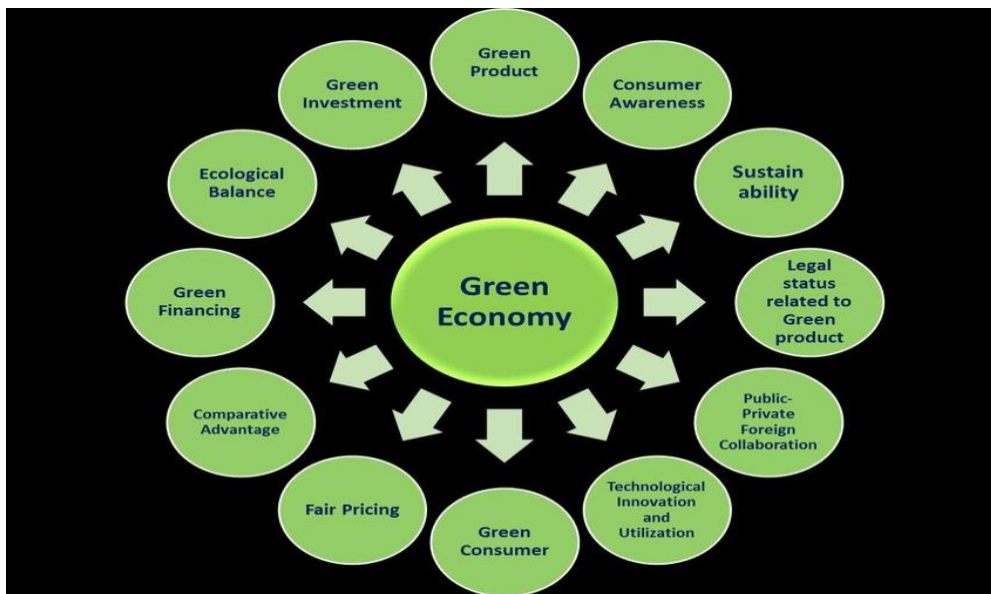 Green
Product
Consumer
Awareness
Sustain
ability
Legal
status
related to
Green
product
Public-
Private
Foreign
Collaboration
Technological
Innovation
and
Utilization
Green
Consumer
Fair Pricing
Comparative
Advantage
Green
Financing
Ecological
Balance
Green
Investment
Green
Economy